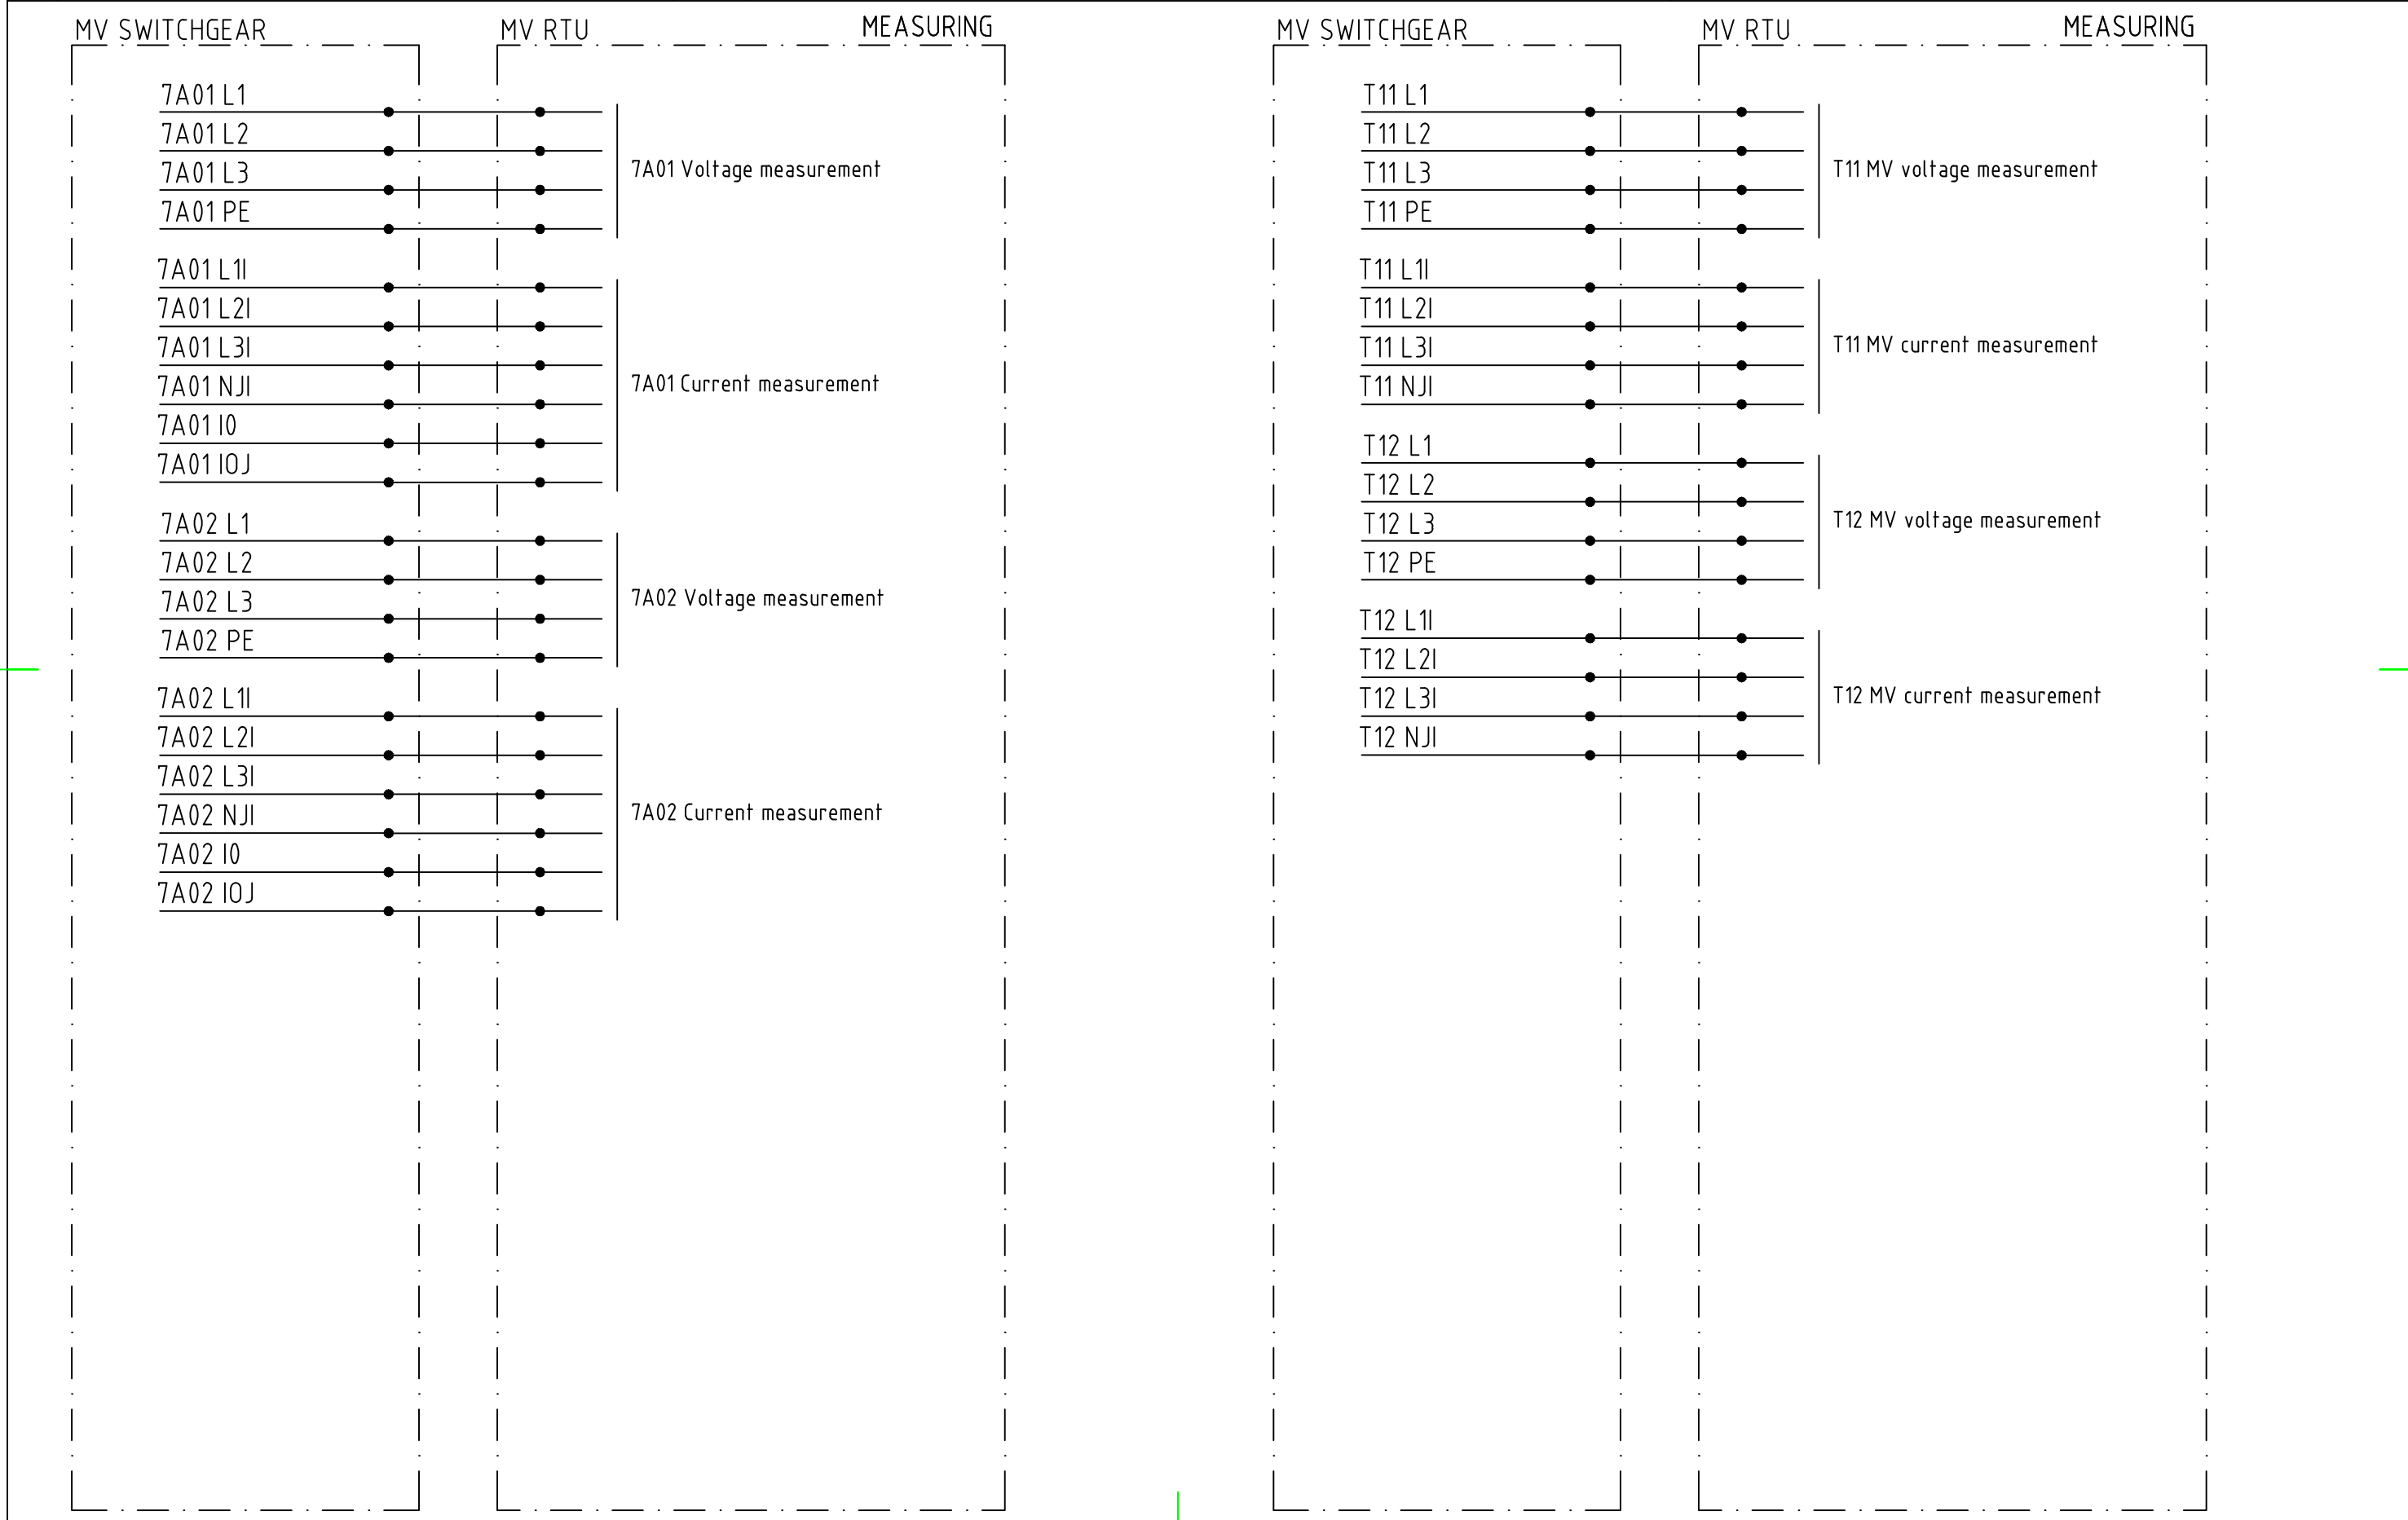 MV SWITCHGEAR
MV RTU
MEASURING
7A01 L1
7A01 L2
7A01 L3
7A01 PE
7A01 Voltage measurement
7A01 L1I
7A01 L2I
7A01 L3I
7A01 NJI
7A01 I0
7A01 IOJ
7A01 Current measurement
7A02 L1
7A02 L2
7A02 L3
7A02 PE
7A02 Voltage measurement
7A02 L1I
7A02 L2I
7A02 L3I
7A02 NJI
7A02 I0
7A02 IOJ
7A02 Current measurement
MV SWITCHGEAR
MV RTU
MEASURING
T11 L1
T11 L2
T11 L3
T11 PE
T11 MV voltage measurement
T11 L1I
T11 L2I
T11 L3I
T11 NJI
T11 MV current measurement
T12 L1
T12 L2
T12 L3
T12 PE
T12 MV voltage measurement
T12 L1I
T12 L2I
T12 L3I
T12 NJI
T12 MV current measurement